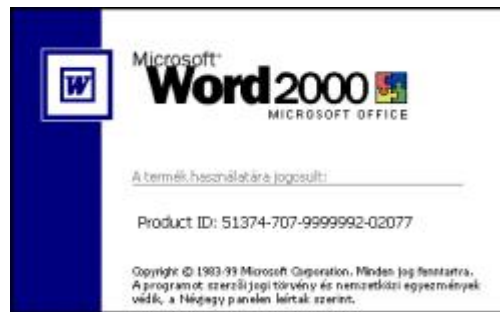 Microsoft
Word 2000
MICROSOFT OFFICE
W
A termék használatára jogosult:
Product ID: 51374-707-9999992-02077
Copyright © 1983-99 Microsoft Corporation. Minden jog fenntartva.
A programot szerzői jogi törvény és nemzetközi egyezmények
védik, a Névjegy panelen leírtak szerint.